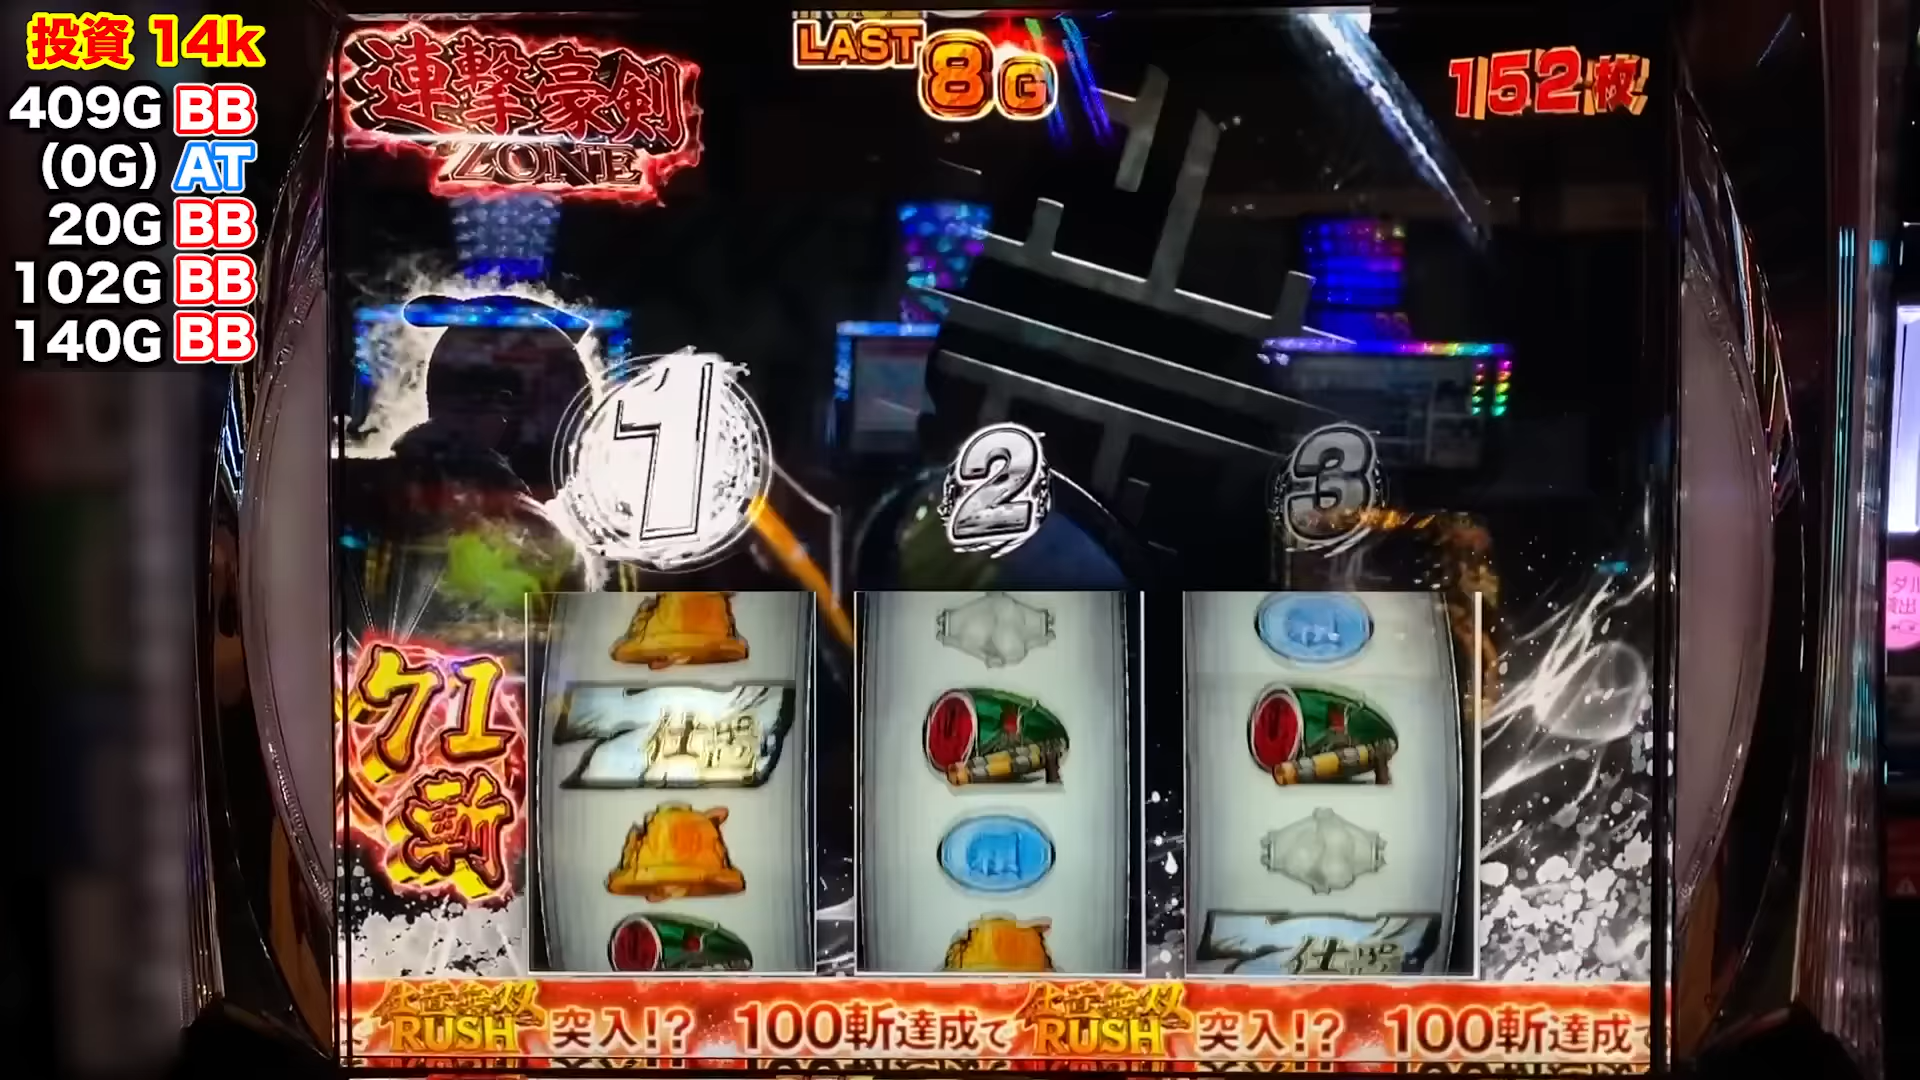 投資 14k
409G BB
(0G) AT
20G BB
102G BB
140G BB
連撃豪剣
ZONE
LAST 8G
152枚
1
2
3
71
斬
RUSH 突入!? 100斬達成で RUSH 突入!? 100斬達成で